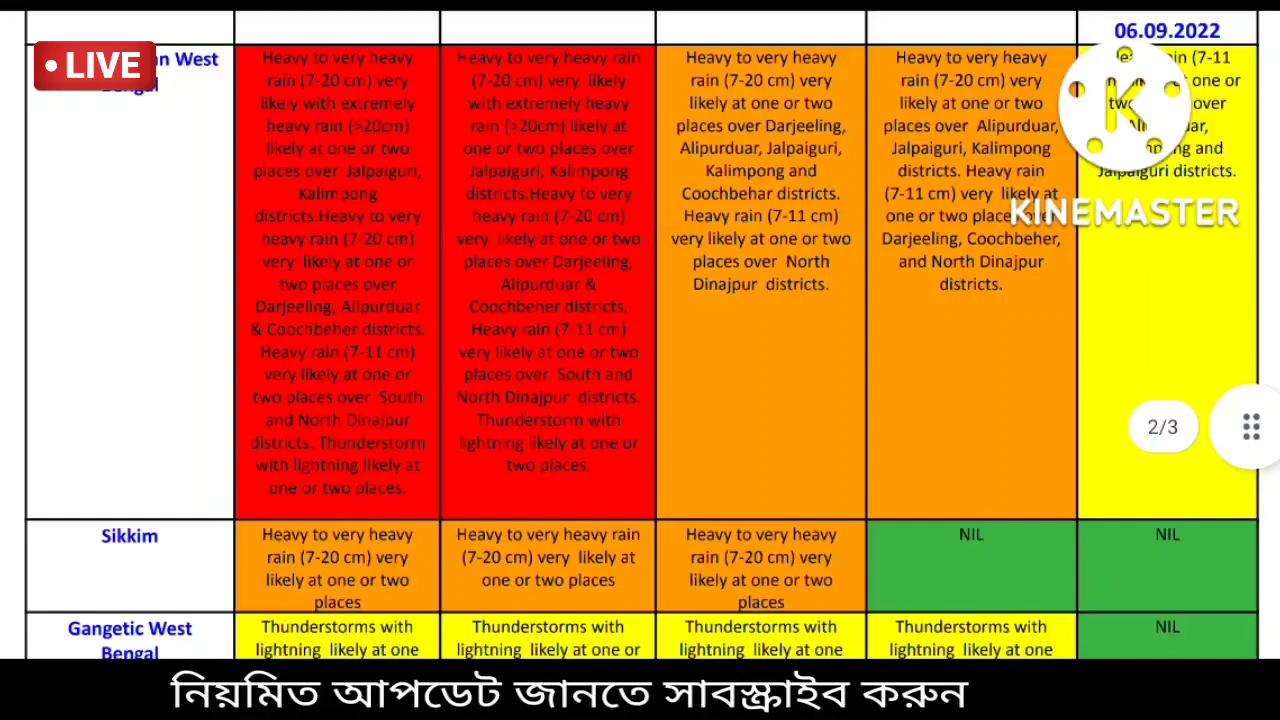 06.09.2022
LIVE
n West
Heavy to very heavy
rain (7-20 cm) very
likely with extremely
heavy rain (>20cm)
likely at one or two
places over Jalpaiguri,
Kalimpong
districts.Heavy to very
heavy rain (7-20 cm)
very likely at one or
two places over
Darjeeling, Alipurduar
& Coochbeher districts.
Heavy rain (7-11 cm)
very likely at one or
two places over South
and North Dinajpur
districts. Thunderstorm
with lightning likely at
one or two places.
Heavy to very heavy rain
(7-20 cm) very likely
with extremely heavy
rain (>20cm) likely at
one or two places over
Jalpaiguri, Kalimpong
districts.Heavy to very
heavy rain (7-20 cm)
very likely at one or two
places over Darjeeling,
Alipurduar &
Coochbeher districts.
Heavy rain (7-11 cm)
very likely at one or two
places over South and
North Dinajpur districts.
Thunderstorm with
lightning likely at one or
two places.
Heavy to very heavy
rain (7-20 cm) very
likely at one or two
places over Darjeeling,
Alipurduar, Jalpaiguri,
Kalimpong and
Coochbehar districts.
Heavy rain (7-11 cm)
very likely at one or two
places over North
Dinajpur districts.
Heavy to very heavy
rain (7-20 cm) very
likely at one or two
places over Alipurduar,
Jalpaiguri, Kalimpong
districts. Heavy rain
(7-11 cm) very likely at
one or two
Darjeeling, Coochbeher,
and North Dinajpur
districts.
(7-11
one or
over
and
Jalpaiguri districts.
K
KINEMASTER
2/3
Sikkim
Heavy to very heavy
rain (7-20 cm) very
likely at one or two
places
Heavy to very heavy rain
(7-20 cm) very likely at
one or two places
Heavy to very heavy
rain (7-20 cm) very
likely at one or two
places
NIL
NIL
Gangetic West
Bengal
Thunderstorms with
lightning likely at one
Thunderstorms with
lightning likely at one or
Thunderstorms with
lightning likely at one
Thunderstorms with
lightning likely at one
NIL
নিয়মিত আপডেট জানতে সাবস্ক্রাইব করুন